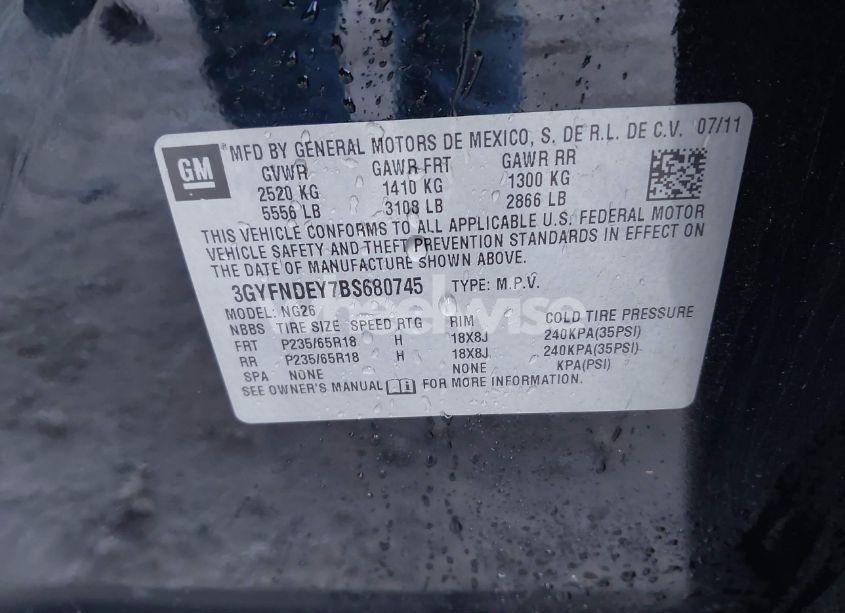 GM
MFD BY GENERAL MOTORS DE MEXICO, S. DE R.L. DE C.V. 07/11
GVWR GAWR FRT GAWR RR
2520 KG 1410 KG 1300 KG
5556 LB 3108 LB 2866 LB
THIS VEHICLE CONFORMS TO ALL APPLICABLE U.S. FEDERAL MOTOR
VEHICLE SAFETY AND THEFT PREVENTION STANDARDS IN EFFECT ON
THE DATE OF MANUFACTURE SHOWN ABOVE.
3GYFNDEY7BS680745 TYPE: M.P.V.
MODEL: NG26
wheelwise
NBBS TIRE SIZE SPEED RTG RIM COLD TIRE PRESSURE
FRT P235/65R18 H 18X8J 240KPA(35PSI)
RR P235/65R18 H 18X8J 240KPA(35PSI)
SPA NONE NONE KPA(PSI)
SEE OWNER'S MANUAL FOR MORE INFORMATION.